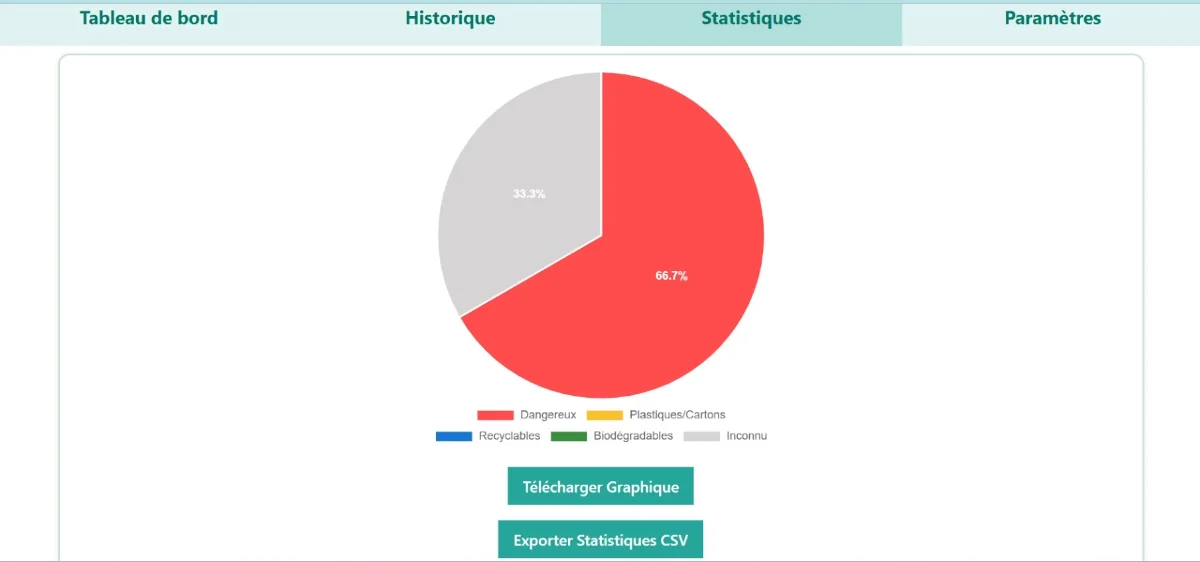 Tableau de bord Historique Statistiques Paramètres
33.3%
66.7%
Dangereux Plastiques/Cartons
Recyclables Biodégradables Inconnu
Télécharger Graphique
Exporter Statistiques CSV